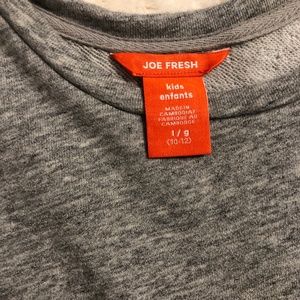 JOE FRESH
kids
enfants
MADE IN
CAMBODIA/
FABRIQUÉ AU
CAMBODGE
l / g
(10-12)